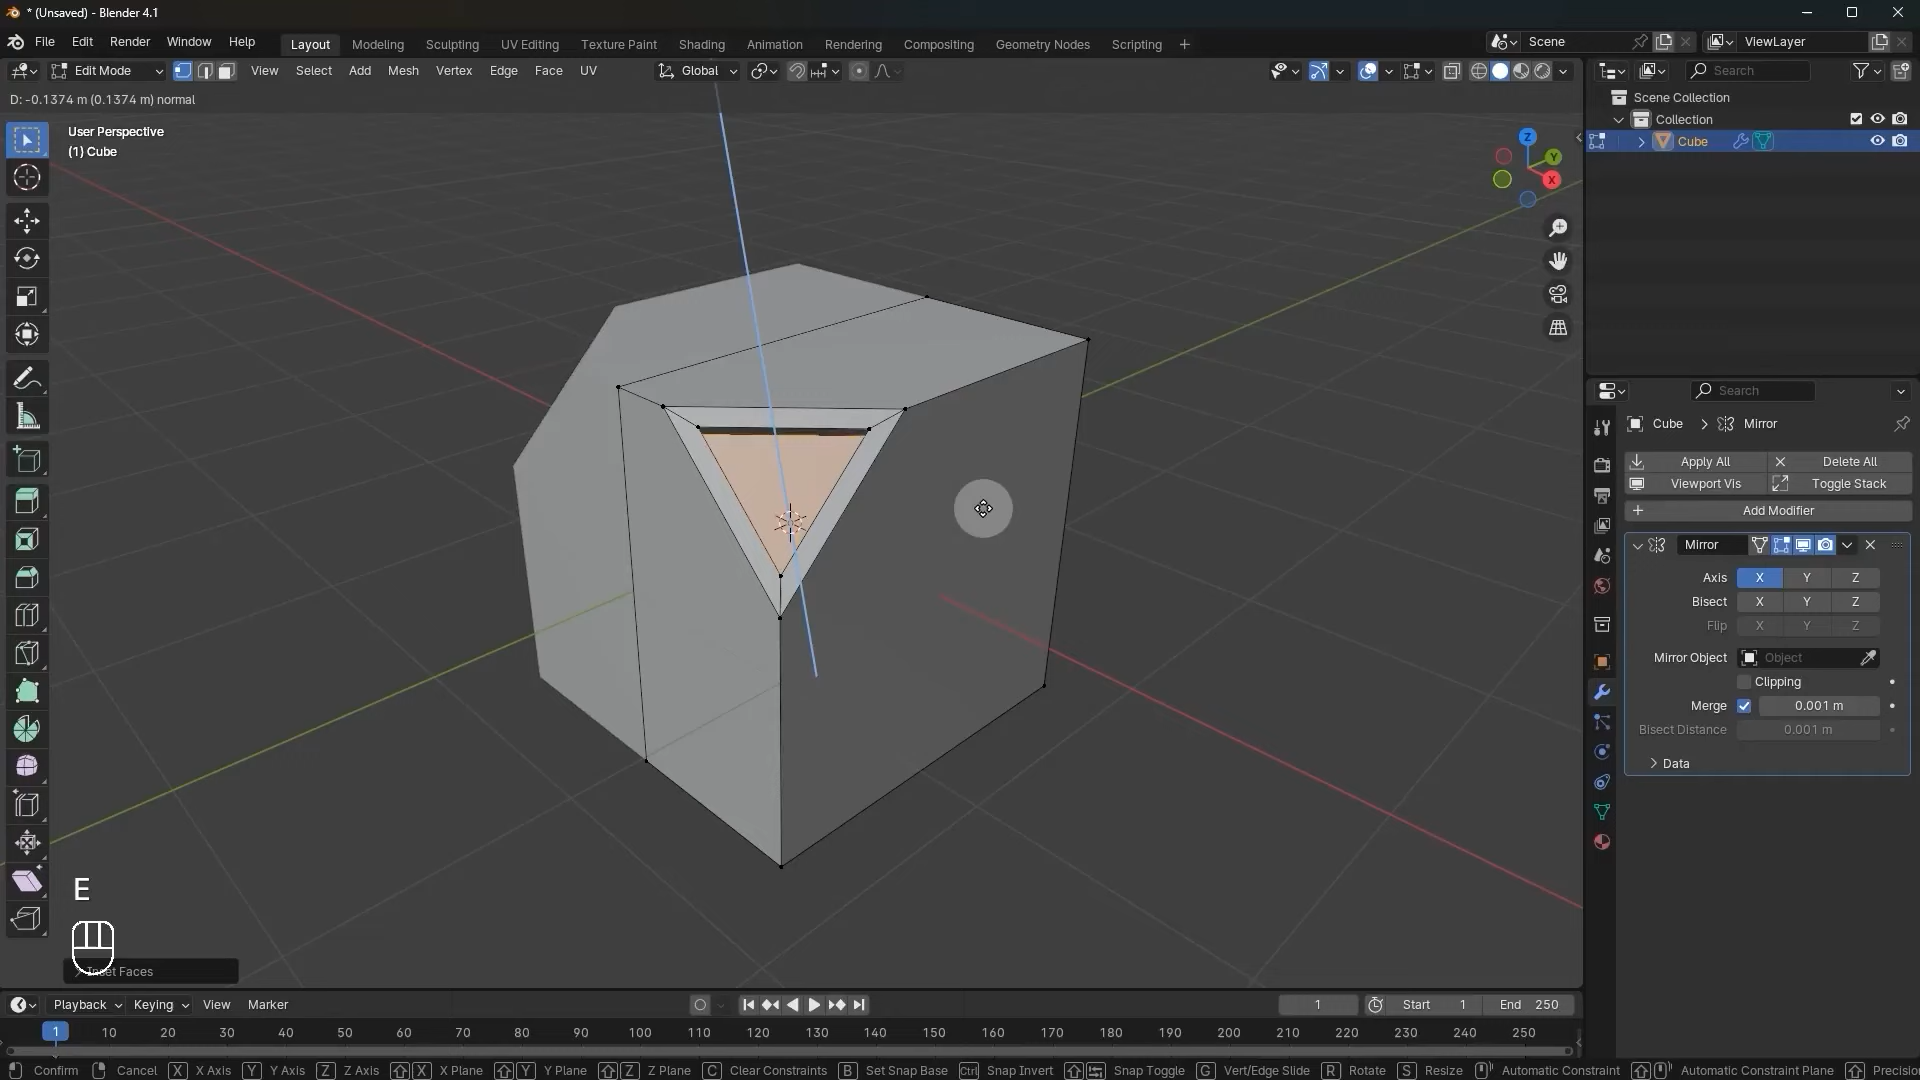 * (Unsaved) - Blender 4.1
File Edit Render Window Help Layout Modeling Sculpting UV Editing Texture Paint Shading Animation Rendering Compositing Geometry Nodes Scripting + Scene ViewLayer
Edit Mode View Select Add Mesh Vertex Edge Face UV Global
Search
D: -0.1374 m (0.1374 m) normal
Scene Collection
Collection
Cube
User Perspective
(1) Cube
Z
Y
X
Search
Cube > Mirror
Apply All Delete All
Viewport Vis Toggle Stack
Add Modifier
Mirror
Axis X Y Z
Bisect X Y Z
Flip X Y Z
Mirror Object Object
Clipping
Merge 0.001 m
Bisect Distance 0.001 m
Data
E
Inset Faces
Playback Keying View Marker 1 Start 1 End 250
1 10 20 30 40 50 60 70 80 90 100 110 120 130 140 150 160 170 180 190 200 210 220 230 240 250
Confirm Cancel X X Axis Y Y Axis Z Z Axis X X Plane Y Y Plane Z Z Plane C Clear Constraints B Set Snap Base Ctrl Snap Invert Snap Toggle G Vert/Edge Slide R Rotate S Resize Automatic Constraint Automatic Constraint Plane Precision